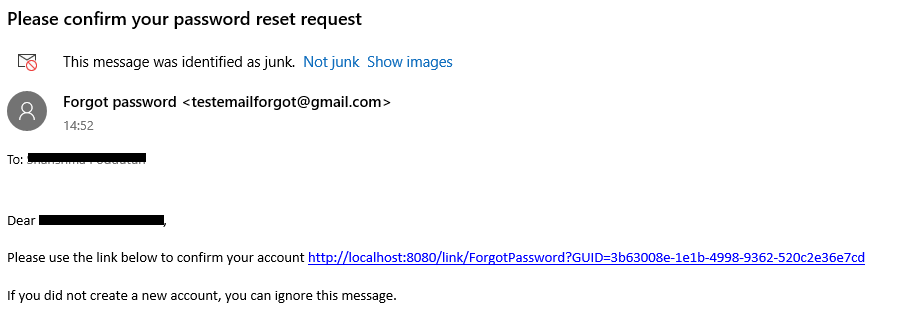 Please confirm your password reset request
This message was identified as junk. Not junk Show images
Forgot password <testemailforgot@gmail.com>
14:52
To:
Dear ,
Please use the link below to confirm your account http://localhost:8080/link/ForgotPassword?GUID=3b63008e-1e1b-4998-9362-520c2e36e7cd
If you did not create a new account, you can ignore this message.